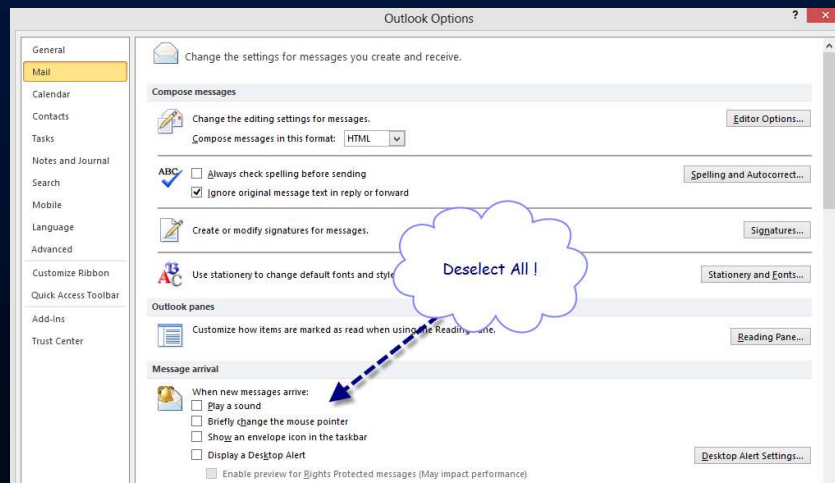 Outlook Options
?
General
Mail
Calendar
Contacts
Tasks
Notes and Journal
Search
Mobile
Language
Advanced
Customize Ribbon
Quick Access Toolbar
Add-Ins
Trust Center
Change the settings for messages you create and receive.
Compose messages
Change the editing settings for messages.
Editor Options...
Compose messages in this format: HTML
ABC
Always check spelling before sending
Spelling and Autocorrect...
Ignore original message text in reply or forward
Create or modify signatures for messages.
Signatures...
Use stationery to change default fonts and style
Stationery and Fonts...
Deselect All !
Outlook panes
Customize how items are marked as read when using the Reading Pane.
Reading Pane...
Message arrival
When new messages arrive:
Play a sound
Briefly change the mouse pointer
Show an envelope icon in the taskbar
Display a Desktop Alert
Desktop Alert Settings...
Enable preview for Rights Protected messages (May impact performance)